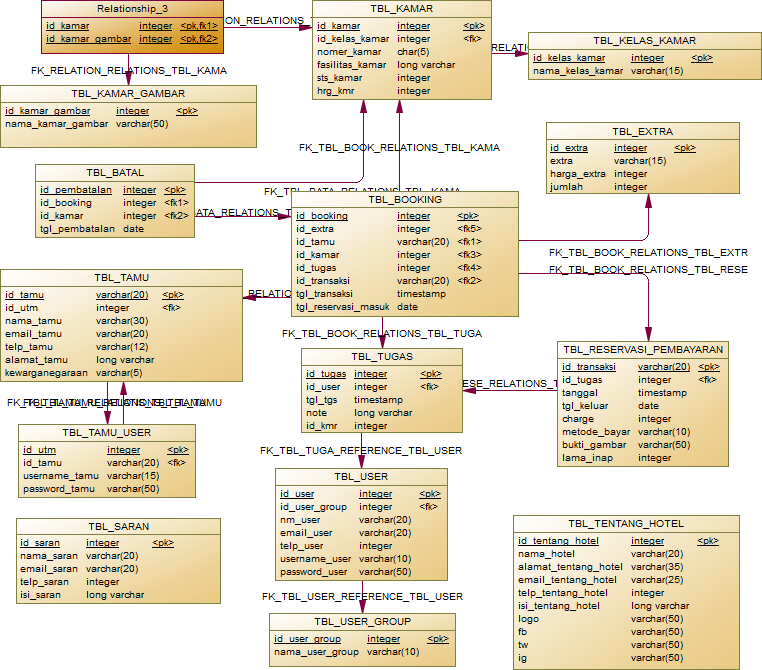 Relationship_3
id_kamar integer <pk,fk1>
id_kamar_gambar integer <pk,fk2>
ON_RELATIONS_
TBL_KAMAR
id_kamar integer <pk>
id_kelas_kamar integer <fk>
nomer_kamar char(5)
fasilitas_kamar long varchar
sts_kamar integer
hrg_kmr integer
RELATI
TBL_KELAS_KAMAR
id_kelas_kamar integer <pk>
nama_kelas_kamar varchar(15)
FK_RELATION_RELATIONS_TBL_KAMA
TBL_KAMAR_GAMBAR
id_kamar_gambar integer <pk>
nama_kamar_gambar varchar(50)
FK_TBL_BOOK_RELATIONS_TBL_KAMA
TBL_EXTRA
id_extra integer <pk>
extra varchar(15)
harga_extra integer
jumlah integer
TBL_BATAL
id_pembatalan integer <pk>
id_booking integer <fk1>
id_kamar integer <fk2>
tgl_pembatalan date
FK_TBL_BATA_RELATIONS_TBL_KAMA
ATA_RELATIONS_T
TBL_BOOKING
id_booking integer <pk>
id_extra integer <fk5>
id_tamu varchar(20) <fk1>
id_kamar integer <fk3>
id_tugas integer <fk4>
id_transaksi varchar(20) <fk2>
tgl_transaksi timestamp
tgl_reservasi_masuk date
FK_TBL_BOOK_RELATIONS_TBL_EXTR
FK_TBL_BOOK_RELATIONS_TBL_RESE
TBL_TAMU
id_tamu varchar(20) <pk>
id_utm integer <fk>
nama_tamu varchar(30)
email_tamu varchar(20)
telp_tamu varchar(12)
alamat_tamu long varchar
kewarganegaraan varchar(5)
RELATIO
FK_TBL_BOOK_RELATIONS_TBL_TUGA
TBL_TUGAS
id_tugas integer <pk>
id_user integer <fk>
tgl_tgs timestamp
note long varchar
id_kmr integer
ESE_RELATIONS_T
TBL_RESERVASI_PEMBAYARAN
id_transaksi varchar(20) <pk>
id_tugas integer <fk>
tanggal timestamp
tgl_keluar date
charge integer
metode_bayar varchar(10)
bukti_gambar varchar(50)
lama_inap integer
TBL_TAMU_USER
id_utm integer <pk>
id_tamu varchar(20) <fk>
username_tamu varchar(15)
password_tamu varchar(50)
FK_TBL_TUGA_REFERENCE_TBL_USER
TBL_USER
id_user integer <pk>
id_user_group integer <fk>
nm_user varchar(20)
email_user varchar(20)
telp_user integer
username_user varchar(10)
password_user varchar(50)
TBL_SARAN
id_saran integer <pk>
nama_saran varchar(20)
email_saran varchar(20)
telp_saran integer
isi_saran long varchar
FK_TBL_USER_REFERENCE_TBL_USER
TBL_USER_GROUP
id_user_group integer <pk>
nama_user_group varchar(10)
TBL_TENTANG_HOTEL
id_tentang_hotel integer <pk>
nama_hotel varchar(20)
alamat_tentang_hotel varchar(35)
email_tentang_hotel varchar(25)
telp_tentang_hotel integer
isi_tentang_hotel long varchar
logo varchar(50)
fb varchar(50)
tw varchar(50)
ig varchar(50)